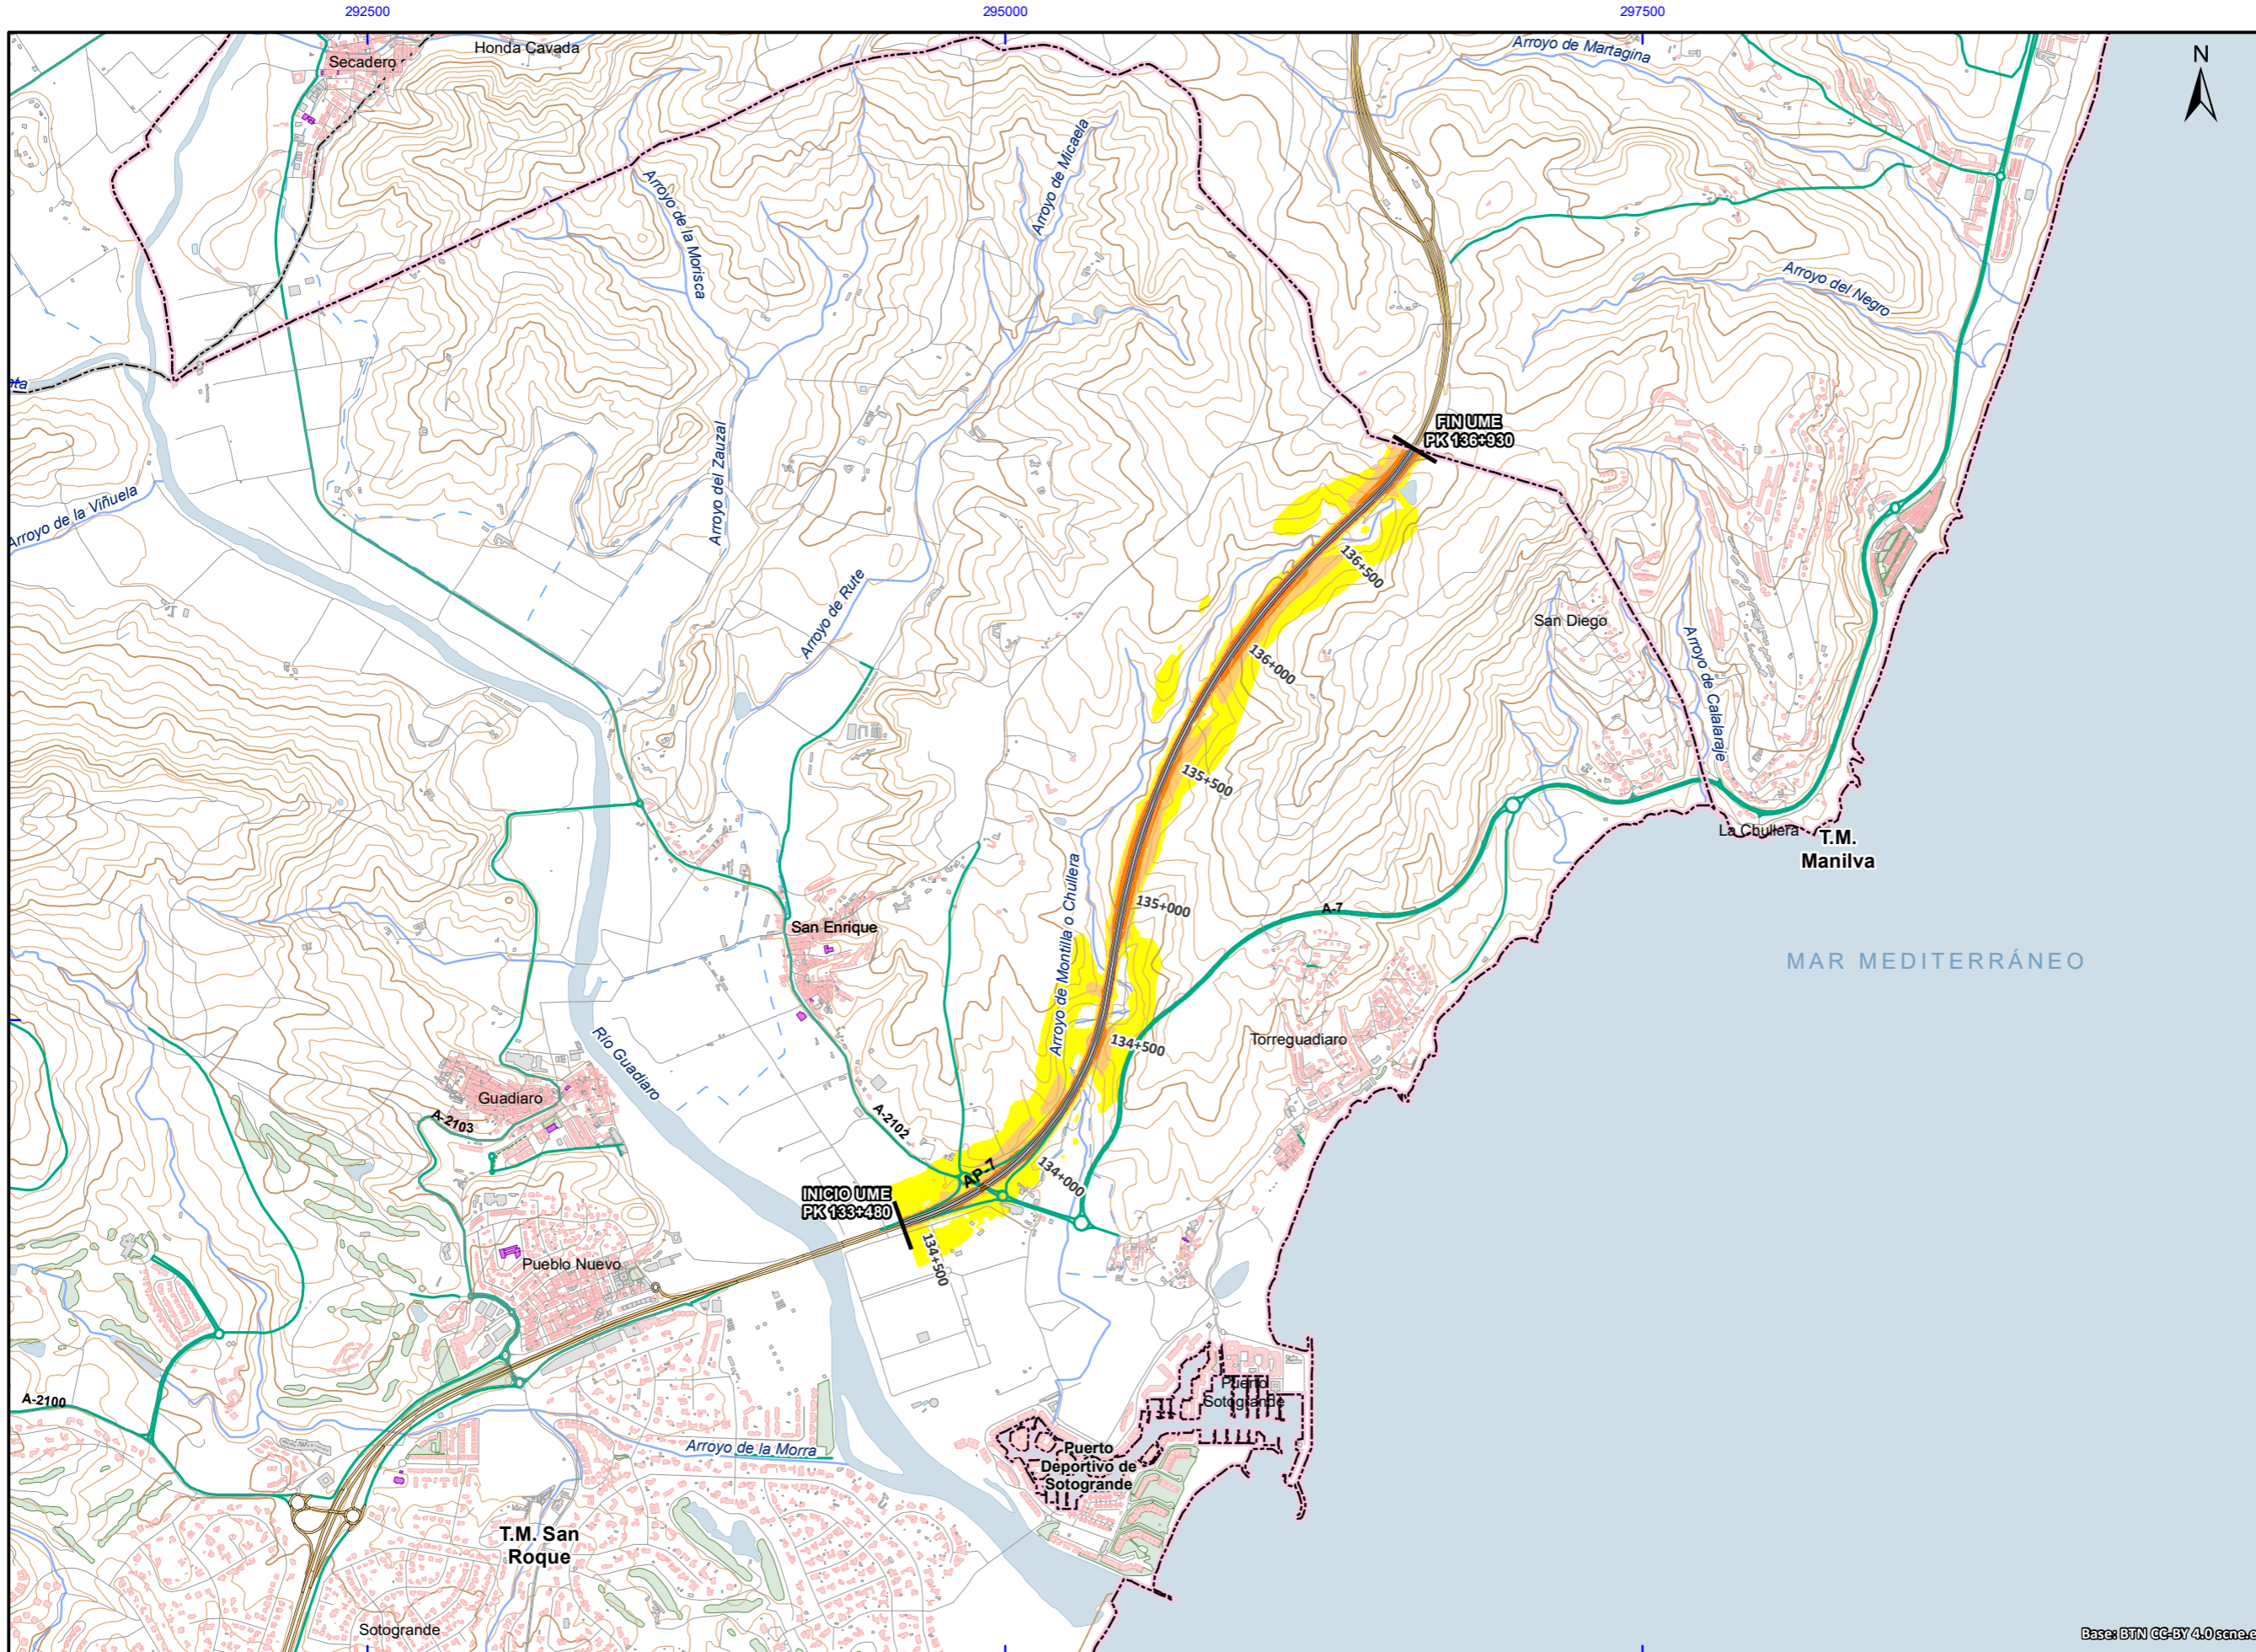 292500
295000
297500
Honda Cavada
Secadero
Arroyo de Martagina
N
Arroyo de Micaela
Arroyo de la Morisca
Arroyo del Negro
FIN UME
PK 136+930
Arroyo del Zauzal
Arroyo de la Viñuela
136+500
Arroyo de Rute
San Diego
136+000
Arroyo de Calalaraje
135+500
La Chullera
T.M.
Manilva
Arroyo de Montilla o Chullera
135+000
A-7
San Enrique
MAR MEDITERRÁNEO
Río Guadiaro
134+500
Torreguadiaro
Guadiaro
A-2103
A-2102
AP-7
134+000
INICIO UME
PK 133+480
134+500
Pueblo Nuevo
A-2100
Puerto
Sotogrande
Arroyo de la Morra
Puerto
Deportivo de
Sotogrande
T.M. San
Roque
Sotogrande
Base: BTN CC-BY 4.0 scne.e